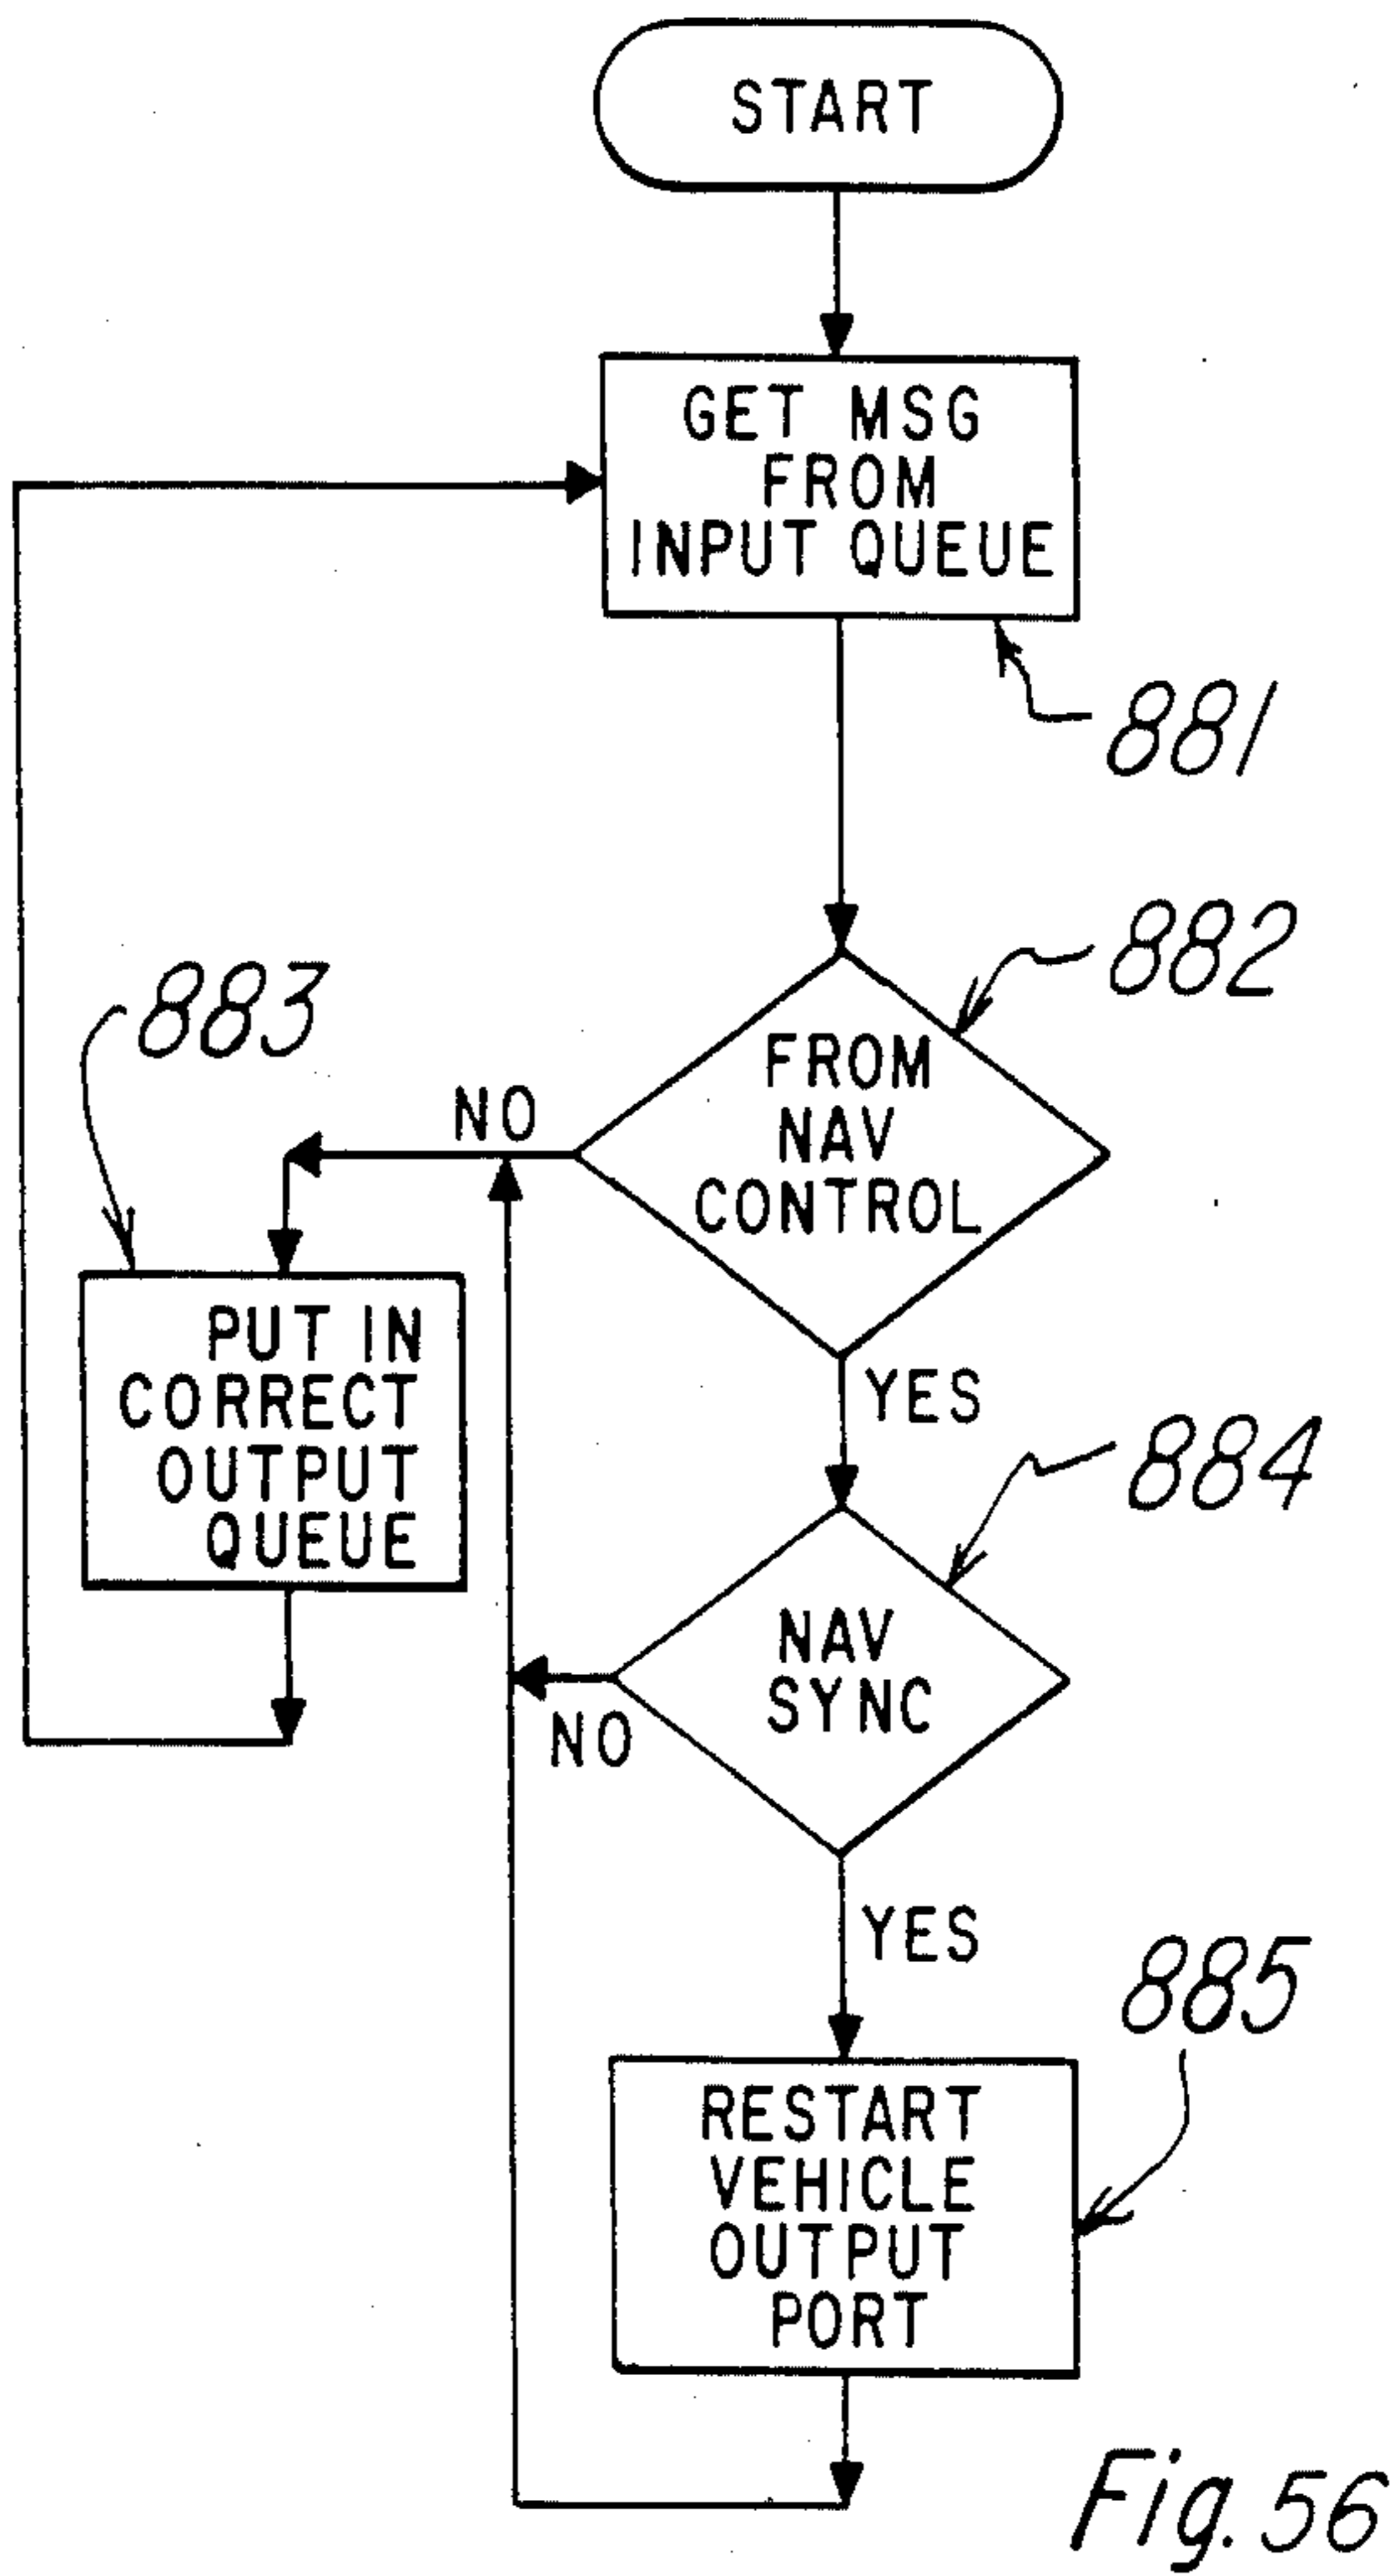 START
GET MSG
FROM
INPUT QUEUE
881
882
FROM
NAV
CONTROL
NO
883
PUT IN
CORRECT
OUTPUT
QUEUE
YES
884
NAV
SYNC
NO
YES
885
RESTART
VEHICLE
OUTPUT
PORT
Fig. 56